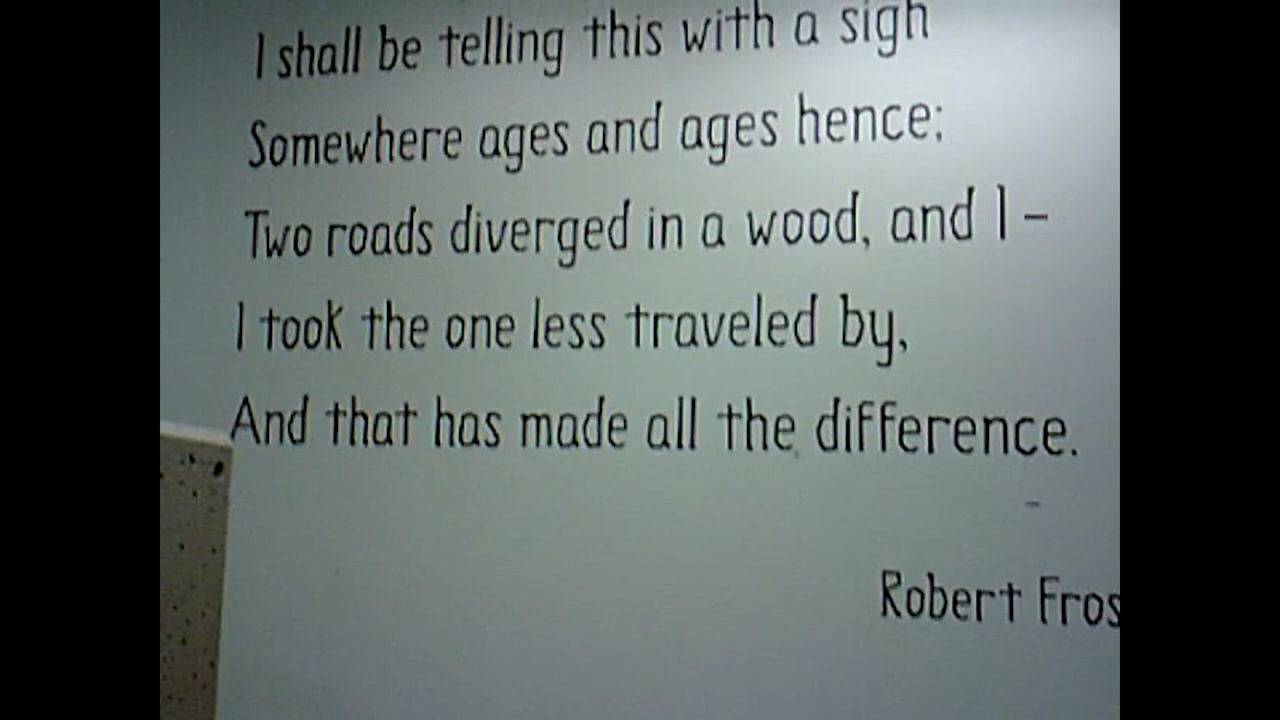 I shall be telling this with a sigh
Somewhere ages and ages hence:
Two roads diverged in a wood, and I –
I took the one less traveled by,
And that has made all the difference.
-
Robert Fros